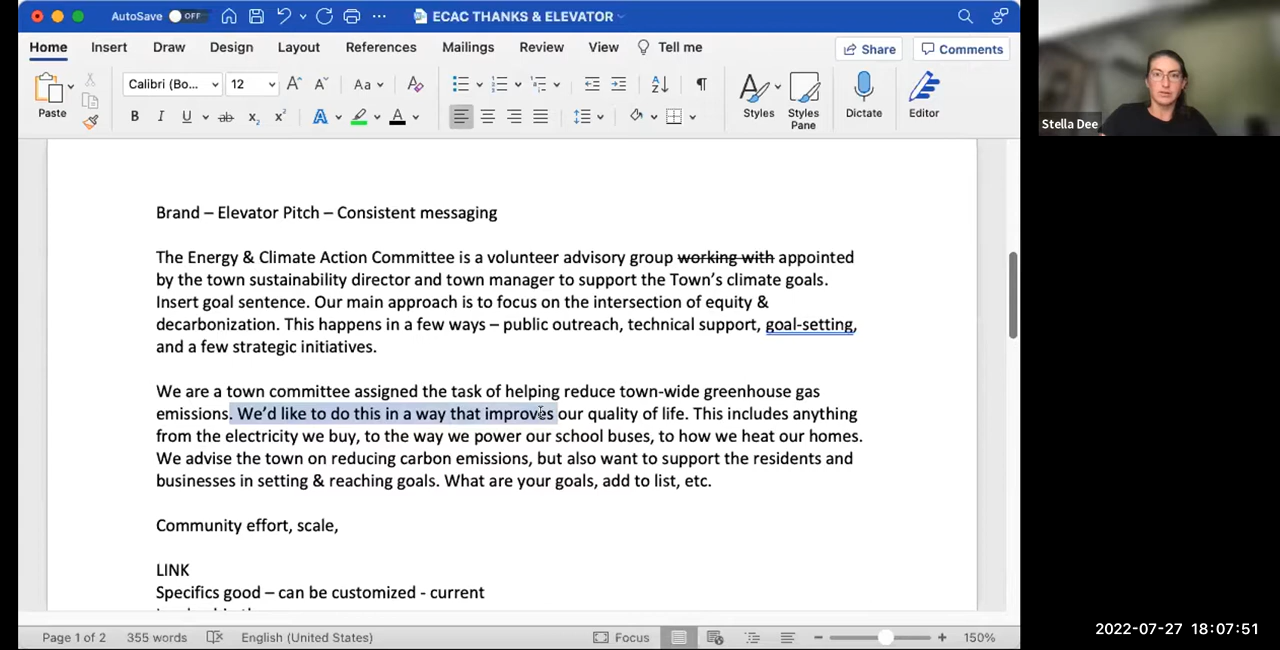 AutoSave OFF ECAC THANKS & ELEVATOR
Home Insert Draw Design Layout References Mailings Review View Tell me Share Comments
Paste Calibri (Bo... 12 Styles Styles Pane Dictate Editor
Stella Dee
Brand – Elevator Pitch – Consistent messaging
The Energy & Climate Action Committee is a volunteer advisory group working with appointed
by the town sustainability director and town manager to support the Town’s climate goals.
Insert goal sentence. Our main approach is to focus on the intersection of equity &
decarbonization. This happens in a few ways – public outreach, technical support, goal-setting,
and a few strategic initiatives.
We are a town committee assigned the task of helping reduce town-wide greenhouse gas
emissions. We’d like to do this in a way that improves our quality of life. This includes anything
from the electricity we buy, to the way we power our school buses, to how we heat our homes.
We advise the town on reducing carbon emissions, but also want to support the residents and
businesses in setting & reaching goals. What are your goals, add to list, etc.
Community effort, scale,
LINK
Specifics good – can be customized - current
Page 1 of 2 355 words English (United States) Focus 150%
2022-07-27 18:07:51